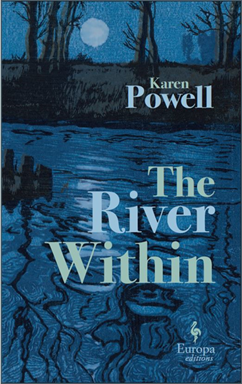 Karen
Powell
The
River
Within
Europa
editions